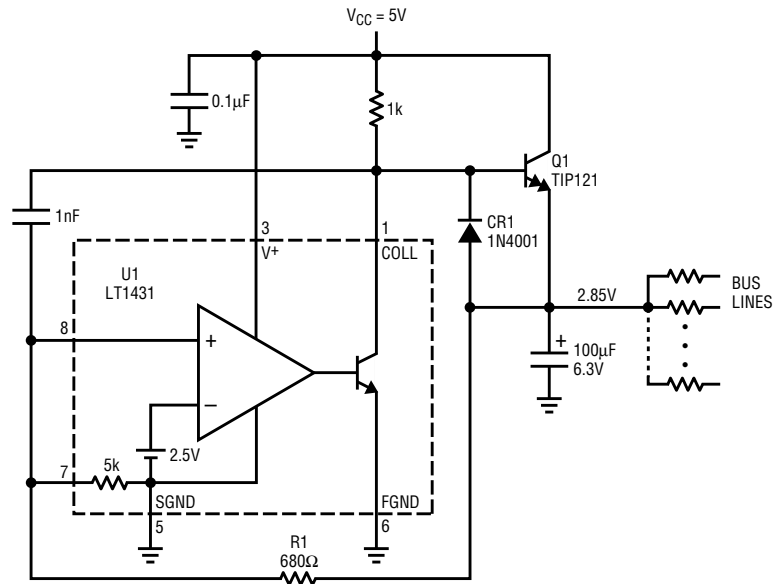 VCC = 5V
0.1µF
1k
Q1
TIP121
1nF
3
V+
1
COLL
CR1
1N4001
U1
LT1431
2.85V
BUS
LINES
8
+
−
+
100µF
6.3V
7
5k
2.5V
SGND
FGND
5
6
R1
680Ω